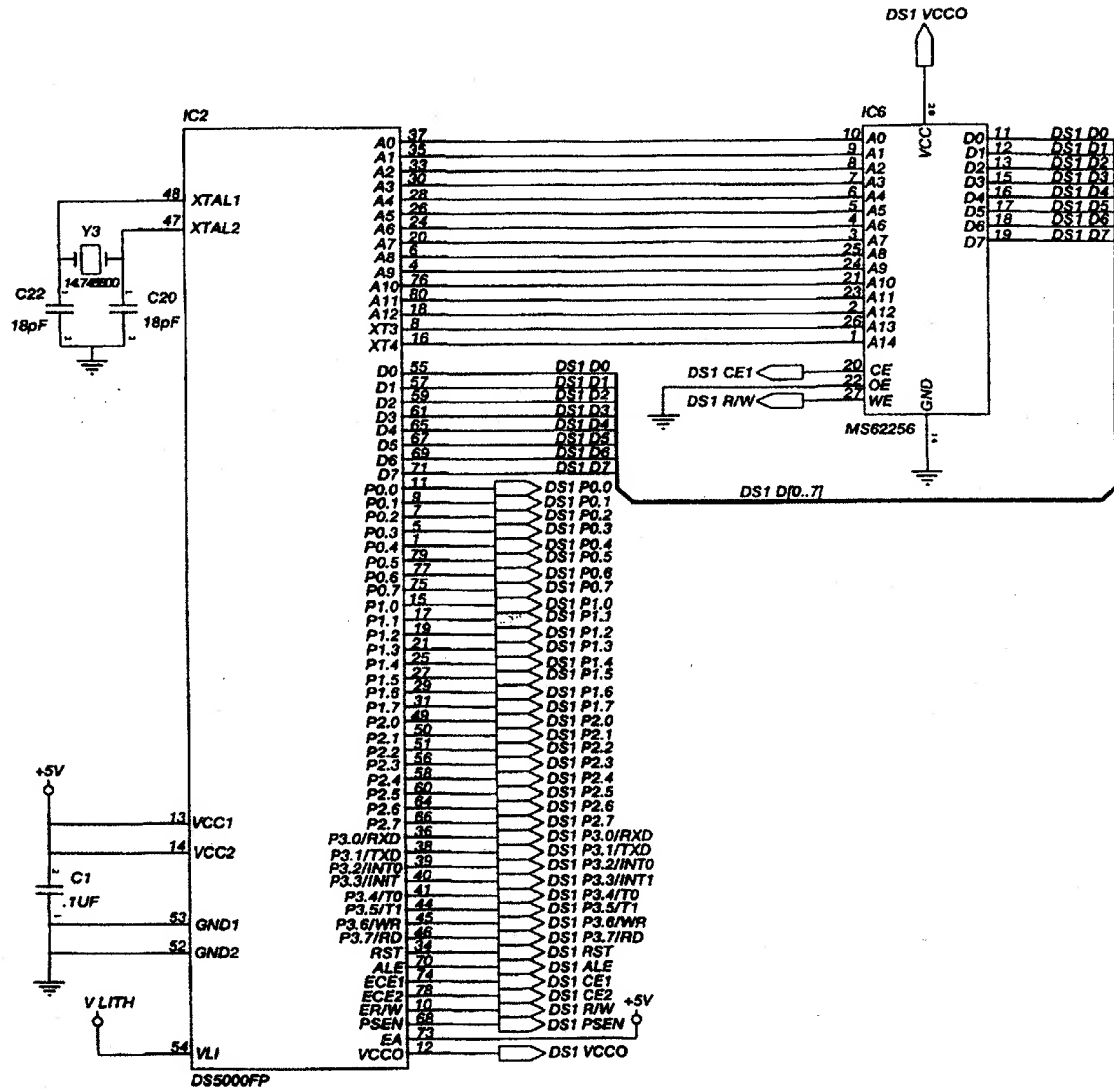 DS1 VCCO
IC2
IC6
28
VCC
A0 37
A1 35
A2 33
A3 30
A4 28
A5 26
A6 24
A7 20
A8 6
A9 4
A10 76
A11 80
A12 18
XT3 8
XT4 16
10 A0
9 A1
8 A2
7 A3
6 A4
5 A5
4 A6
3 A7
25 A8
24 A9
21 A10
23 A11
2 A12
26 A13
1 A14
D0 11 DS1 D0
D1 12 DS1 D1
D2 13 DS1 D2
D3 15 DS1 D3
D4 16 DS1 D4
D5 17 DS1 D5
D6 18 DS1 D6
D7 19 DS1 D7
48 XTAL1
47 XTAL2
Y3
14.745600
C22
18pF
C20
18pF
DS1 CE1 20 CE
22 OE
DS1 R/W 27 WE
GND
14
MS62256
D0 55 DS1 D0
D1 57 DS1 D1
D2 59 DS1 D2
D3 61 DS1 D3
D4 65 DS1 D4
D5 67 DS1 D5
D6 69 DS1 D6
D7 71 DS1 D7
DS1 D[0..7]
P0.0 11 DS1 P0.0
P0.1 9 DS1 P0.1
P0.2 7 DS1 P0.2
P0.3 5 DS1 P0.3
P0.4 1 DS1 P0.4
P0.5 79 DS1 P0.5
P0.6 77 DS1 P0.6
P0.7 75 DS1 P0.7
P1.0 15 DS1 P1.0
P1.1 17 DS1 P1.1
P1.2 19 DS1 P1.2
P1.3 21 DS1 P1.3
P1.4 25 DS1 P1.4
P1.5 27 DS1 P1.5
P1.6 29 DS1 P1.6
P1.7 31 DS1 P1.7
P2.0 49 DS1 P2.0
P2.1 50 DS1 P2.1
P2.2 51 DS1 P2.2
P2.3 56 DS1 P2.3
P2.4 58 DS1 P2.4
P2.5 60 DS1 P2.5
P2.6 64 DS1 P2.6
P2.7 66 DS1 P2.7
P3.0/RXD 36 DS1 P3.0/RXD
P3.1/TXD 38 DS1 P3.1/TXD
P3.2/INT0 39 DS1 P3.2/INT0
P3.3/INIT 40 DS1 P3.3/INT1
P3.4/T0 41 DS1 P3.4/T0
P3.5/T1 44 DS1 P3.5/T1
P3.6/WR 45 DS1 P3.6/WR
P3.7/RD 46 DS1 P3.7/RD
RST 34 DS1 RST
ALE 70 DS1 ALE
ECE1 74 DS1 CE1
ECE2 78 DS1 CE2
ER/W 10 DS1 R/W
PSEN 68 DS1 PSEN
EA 73 +5V
VCCO 12 DS1 VCCO
+5V
13 VCC1
14 VCC2
C1
.1UF
53 GND1
52 GND2
V LITH
54 VLI
DS5000FP